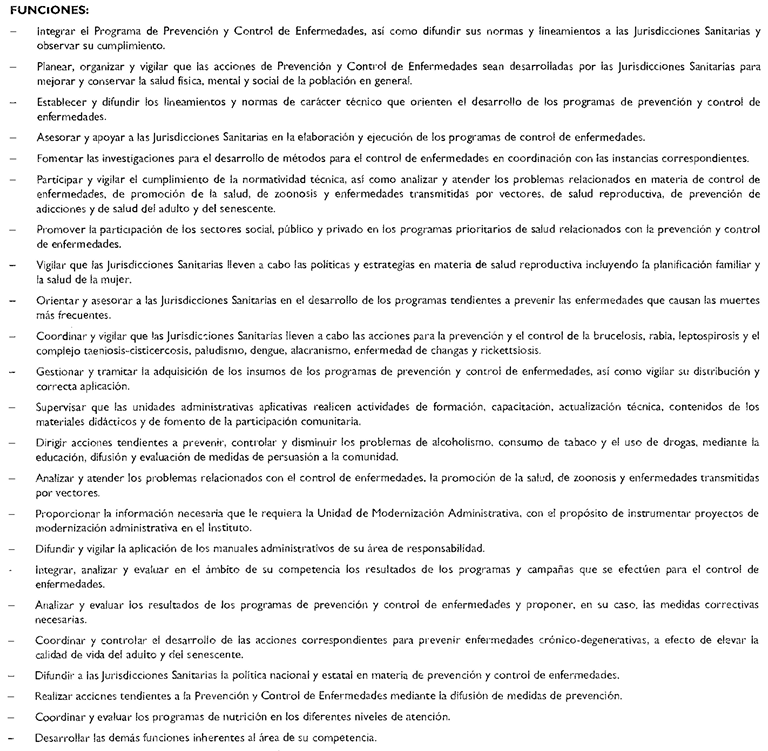 FUNCIONES:
– Integrar el Programa de Prevención y Control de Enfermedades, así como difundir sus normas y lineamientos a las Jurisdicciones Sanitarias y
observar su cumplimiento.
– Planear, organizar y vigilar que las acciones de Prevención y Control de Enfermedades sean desarrolladas por las Jurisdicciones Sanitarias para
mejorar y conservar la salud física, mental y social de la población en general.
– Establecer y difundir los lineamientos y normas de carácter técnico que orienten el desarrollo de los programas de prevención y control de
enfermedades.
– Asesorar y apoyar a las Jurisdicciones Sanitarias en la elaboración y ejecución de los programas de control de enfermedades.
– Fomentar las investigaciones para el desarrollo de métodos para el control de enfermedades en coordinación con las instancias correspondientes.
– Participar y vigilar el cumplimiento de la normatividad técnica, así como analizar y atender los problemas relacionados en materia de control de
enfermedades, de promoción de la salud, de zoonosis y enfermedades transmitidas por vectores, de salud reproductiva, de prevención de
adicciones y de salud del adulto y del senescente.
– Promover la participación de los sectores social, público y privado en los programas prioritarios de salud relacionados con la prevención y control
de enfermedades.
– Vigilar que las Jurisdicciones Sanitarias lleven a cabo las políticas y estrategias en materia de salud reproductiva incluyendo la planificación familiar y
la salud de la mujer.
– Orientar y asesorar a las Jurisdicciones Sanitarias en el desarrollo de los programas tendientes a prevenir las enfermedades que causan las muertes
más frecuentes.
– Coordinar y vigilar que las Jurisdicciones Sanitarias lleven a cabo las acciones para la prevención y el control de la brucelosis, rabia, leptospirosis y el
complejo taeniosis-cisticercosis, paludismo, dengue, alacranismo, enfermedad de changas y rickettsiosis.
– Gestionar y tramitar la adquisición de los insumos de los programas de prevención y control de enfermedades, así como vigilar su distribución y
correcta aplicación.
– Supervisar que las unidades administrativas aplicativas realicen actividades de formación, capacitación, actualización técnica, contenidos de los
materiales didácticos y de fomento de la participación comunitaria.
– Dirigir acciones tendientes a prevenir, controlar y disminuir los problemas de alcoholismo, consumo de tabaco y el uso de drogas, mediante la
educación, difusión y evaluación de medidas de persuasión a la comunidad.
– Analizar y atender los problemas relacionados con el control de enfermedades, la promoción de la salud, de zoonosis y enfermedades transmitidas
por vectores.
– Proporcionar la información necesaria que le requiera la Unidad de Modernización Administrativa, con el propósito de instrumentar proyectos de
modernización administrativa en el Instituto.
– Difundir y vigilar la aplicación de los manuales administrativos de su área de responsabilidad.
- Integrar, analizar y evaluar en el ámbito de su competencia los resultados de los programas y campañas que se efectúen para el control de
enfermedades.
– Analizar y evaluar los resultados de los programas de prevención y control de enfermedades y proponer, en su caso, las medidas correctivas
necesarias.
– Coordinar y controlar el desarrollo de las acciones correspondientes para prevenir enfermedades crónico-degenerativas, a efecto de elevar la
calidad de vida del adulto y del senescente.
– Difundir a las Jurisdicciones Sanitarias la política nacional y estatal en materia de prevención y control de enfermedades.
– Realizar acciones tendientes a la Prevención y Control de Enfermedades mediante la difusión de medidas de prevención.
– Coordinar y evaluar los programas de nutrición en los diferentes niveles de atención.
– Desarrollar las demás funciones inherentes al área de su competencia.